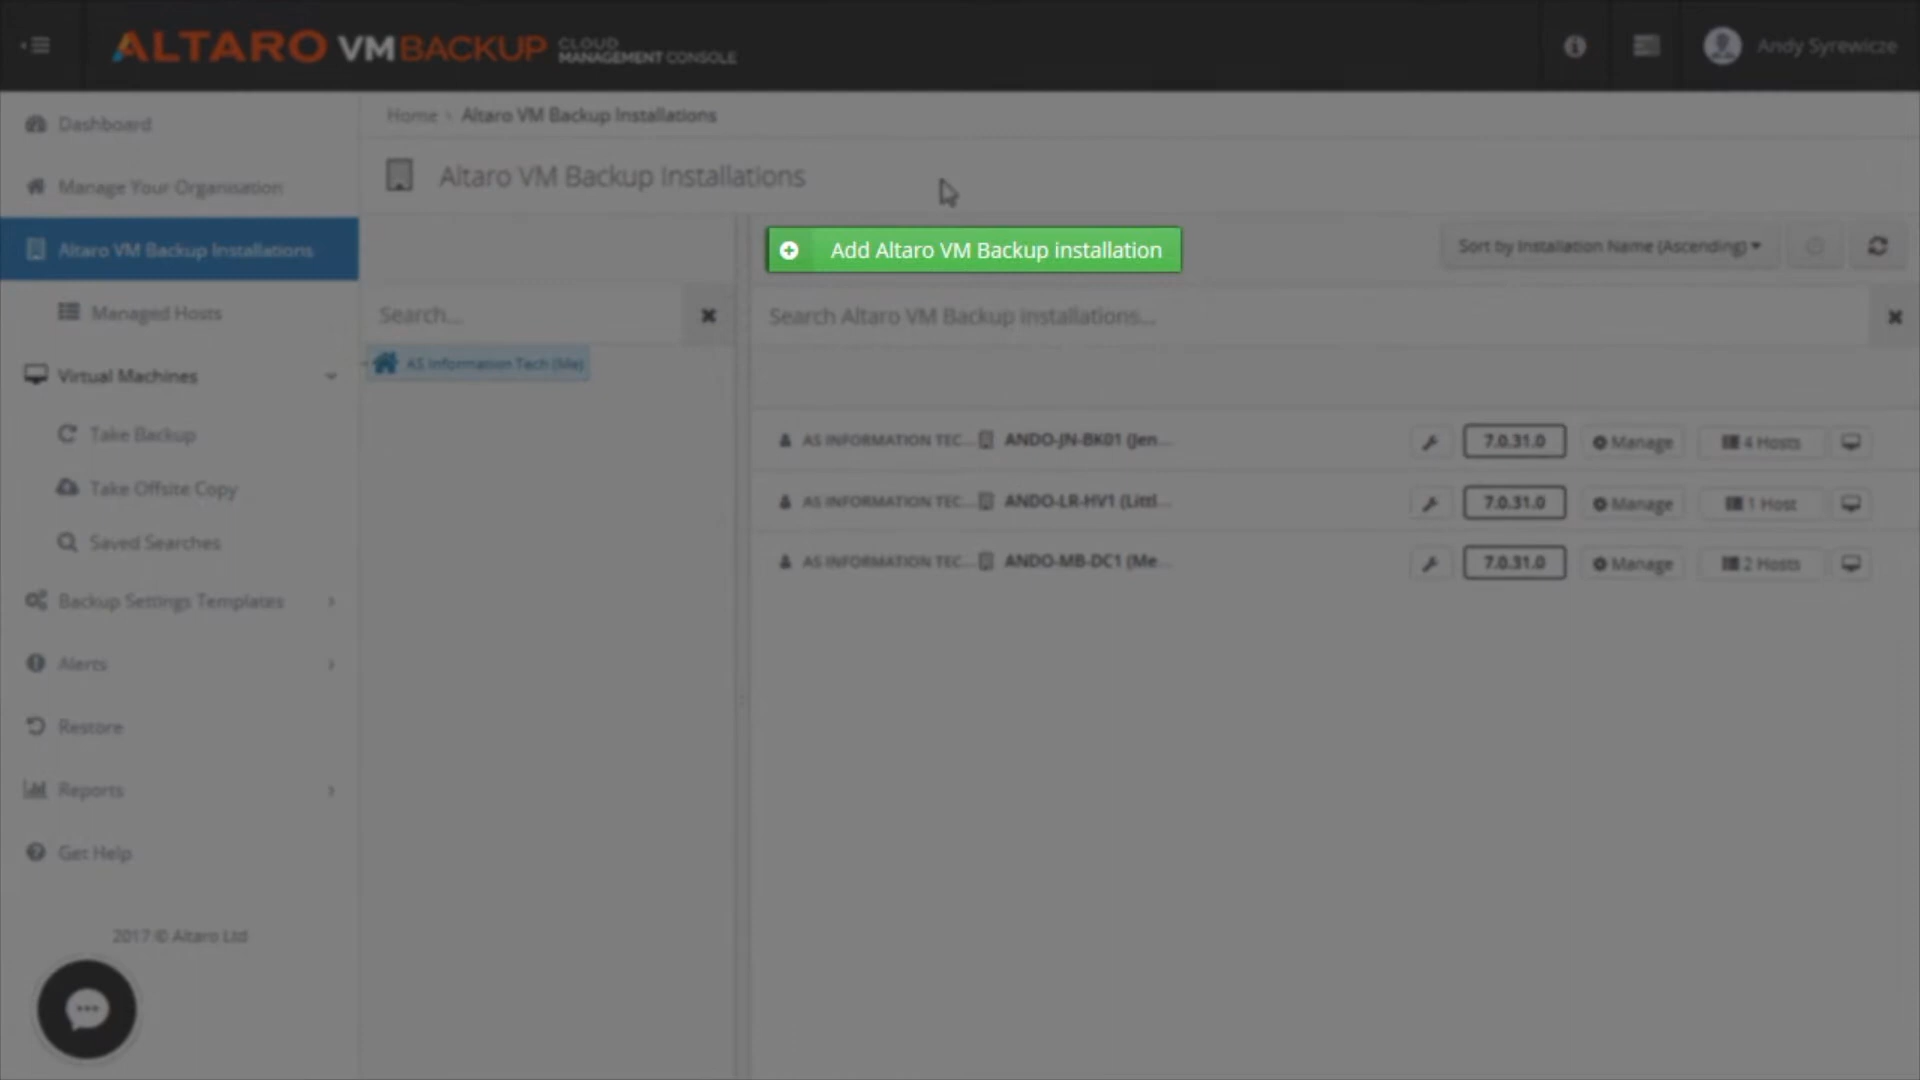 ALTARO VM BACKUP CLOUD MANAGEMENT CONSOLE
Andy Syrewicze
Dashboard
Manage Your Organisation
Altaro VM Backup Installations
Managed Hosts
Virtual Machines
Take Backup
Take Offsite Copy
Saved Searches
Backup Settings Templates
Alerts
Restore
Reports
Get Help
2017 © Altaro Ltd
Home › Altaro VM Backup Installations
Altaro VM Backup Installations
Search...
AS Information Tech (Me)
Add Altaro VM Backup installation
Sort by Installation Name (Ascending)
Search Altaro VM Backup installations...
AS INFORMATION TEC... ANDO-JN-BK01 (Jen... 7.0.31.0 Manage 4 Hosts
AS INFORMATION TEC... ANDO-LR-HV1 (Littl... 7.0.31.0 Manage 1 Host
AS INFORMATION TEC... ANDO-MB-DC1 (Me... 7.0.31.0 Manage 2 Hosts